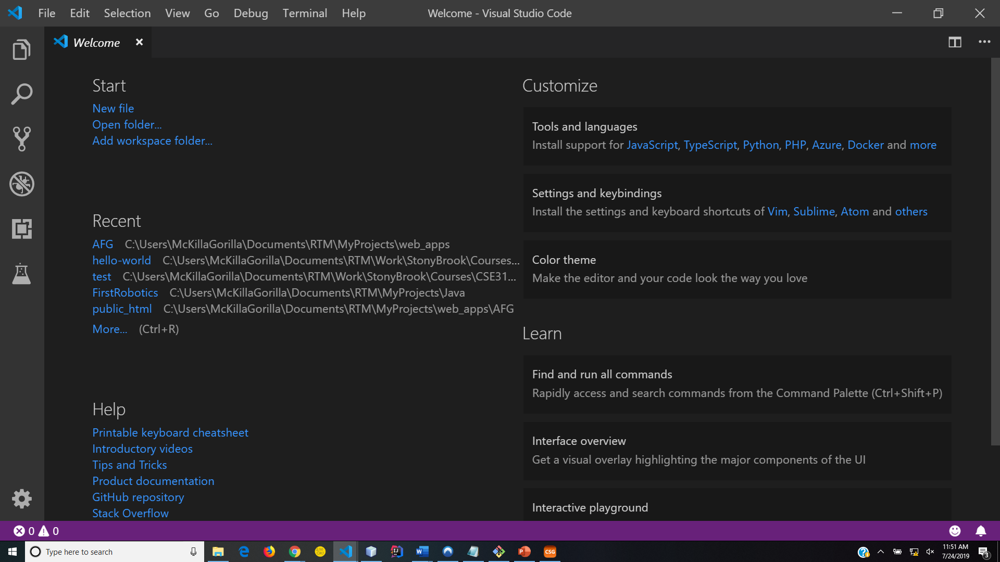 File Edit Selection View Go Debug Terminal Help Welcome - Visual Studio Code
Welcome
Start
New file
Open folder...
Add workspace folder...
Recent
AFG C:\Users\McKillaGorilla\Documents\RTM\MyProjects\web_apps
hello-world C:\Users\McKillaGorilla\Documents\RTM\Work\StonyBrook\Courses...
test C:\Users\McKillaGorilla\Documents\RTM\Work\StonyBrook\Courses\CSE31...
FirstRobotics C:\Users\McKillaGorilla\Documents\RTM\MyProjects\Java
public_html C:\Users\McKillaGorilla\Documents\RTM\MyProjects\web_apps\AFG
More... (Ctrl+R)
Help
Printable keyboard cheatsheet
Introductory videos
Tips and Tricks
Product documentation
GitHub repository
Stack Overflow
Customize
Tools and languages
Install support for JavaScript, TypeScript, Python, PHP, Azure, Docker and more
Settings and keybindings
Install the settings and keyboard shortcuts of Vim, Sublime, Atom and others
Color theme
Make the editor and your code look the way you love
Learn
Find and run all commands
Rapidly access and search commands from the Command Palette (Ctrl+Shift+P)
Interface overview
Get a visual overlay highlighting the major components of the UI
Interactive playground
0 0
Type here to search
CSG
11:51 AM
7/24/2019
3